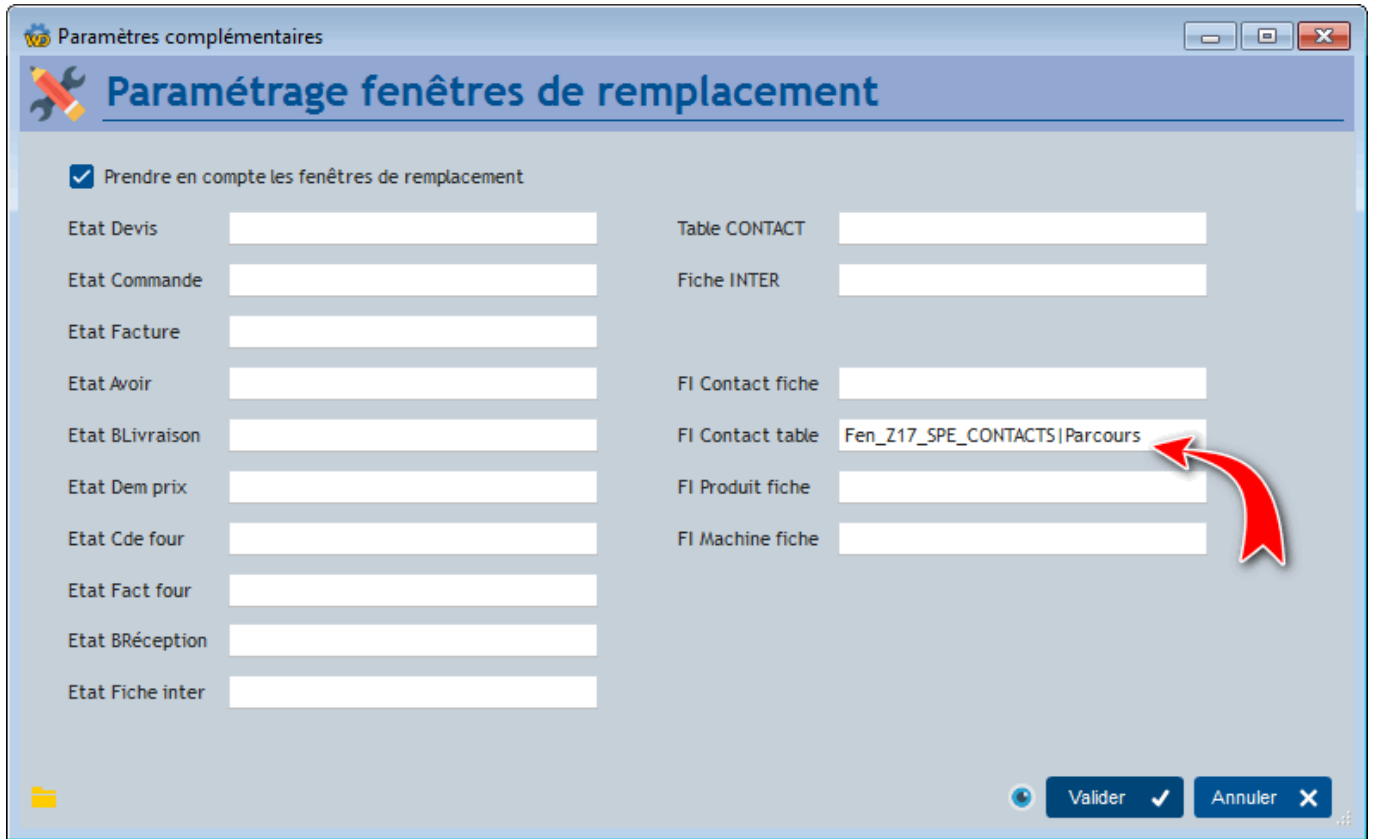 Paramètres complémentaires
Paramétrage fenêtres de remplacement
Prendre en compte les fenêtres de remplacement
Etat Devis
Etat Commande
Etat Facture
Etat Avoir
Etat BLivraison
Etat Dem prix
Etat Cde four
Etat Fact four
Etat BRéception
Etat Fiche inter
Table CONTACT
Fiche INTER
FI Contact fiche
FI Contact table Fen_Z17_SPE_CONTACTS|Parcours
FI Produit fiche
FI Machine fiche
Valider
Annuler